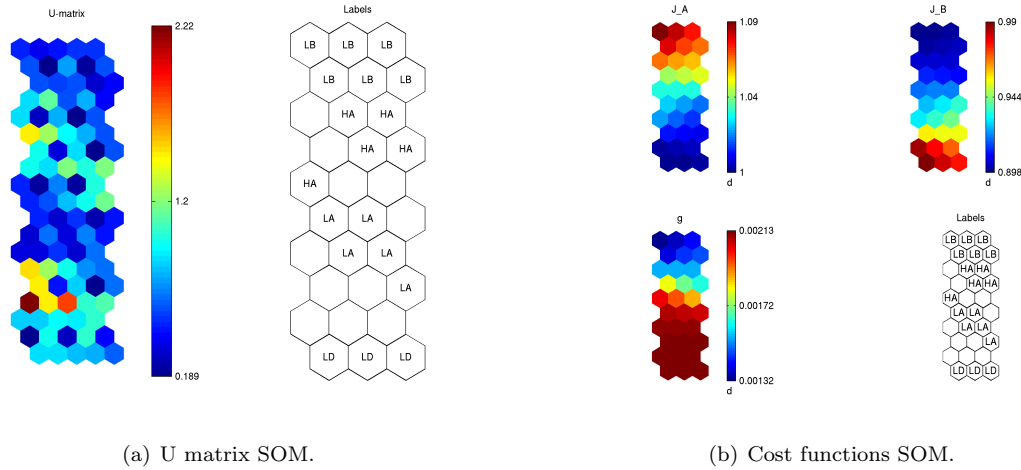 U-matrix
2.22
1.2
0.189
Labels
LB LB LB
LB LB LB
HA HA
HA HA
HA
LA LA
LA LA
LA
LD LD LD
(a) U matrix SOM.
J_A
1.09
1.04
1
d
J_B
0.99
0.944
0.898
d
g
0.00213
0.00172
0.00132
d
Labels
LB LB LB
LB LB LB
HA HA
HA HA
HA
LA LA
LA LA
LA
LD LD LD
(b) Cost functions SOM.